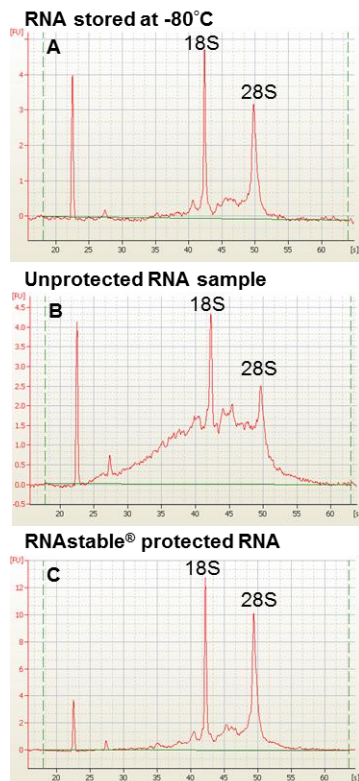 RNA stored at -80°C
[FU]
A
18S
28S
4
3
2
1
0
20 25 30 35 40 45 50 55 60 [s]
Unprotected RNA sample
[FU]
B
18S
28S
4.5
4.0
3.5
3.0
2.5
2.0
1.5
1.0
0.5
0.0
-0.5
20 25 30 35 40 45 50 55 60 [s]
RNAstable® protected RNA
[FU]
C
18S
28S
12
10
8
6
4
2
0
20 25 30 35 40 45 50 55 60 [s]